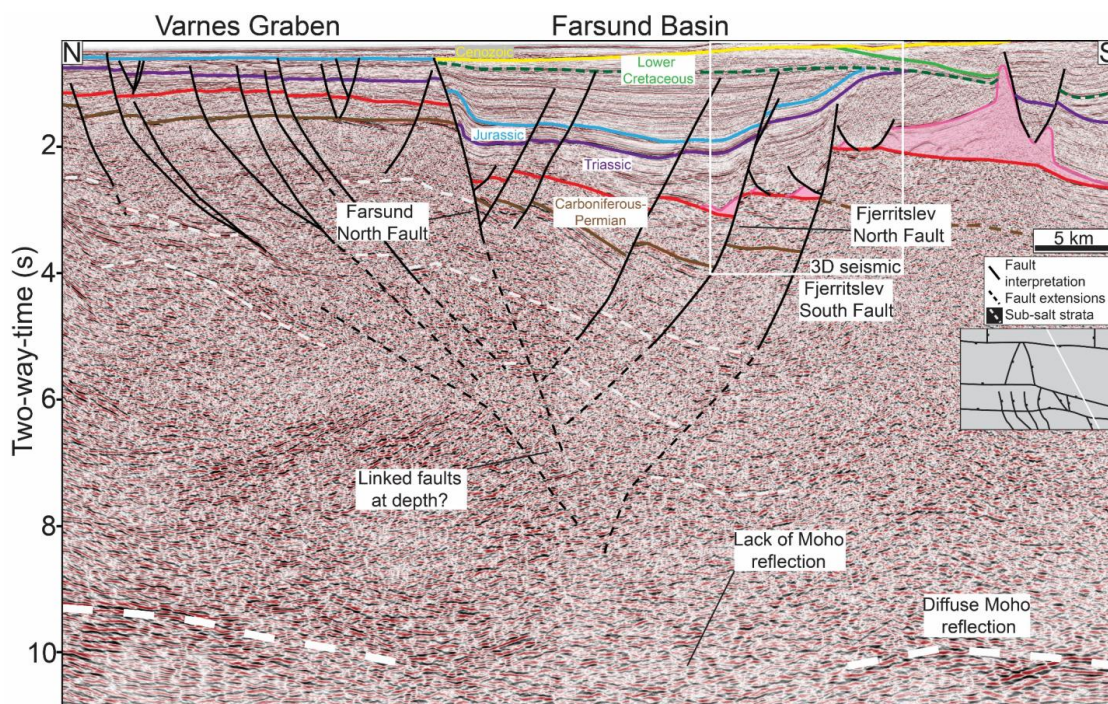 Varnes Graben
Farsund Basin
N
S
Cenozoic
Lower
Cretaceous
2
Jurassic
Triassic
Carboniferous-
Permian
Farsund
North Fault
Fjerritslev
North Fault
5 km
3D seismic
4
Fjerritslev
South Fault
Fault
interpretation
Fault extensions
Sub-salt strata
Two-way-time (s)
6
Linked faults
at depth?
8
Lack of Moho
reflection
Diffuse Moho
reflection
10